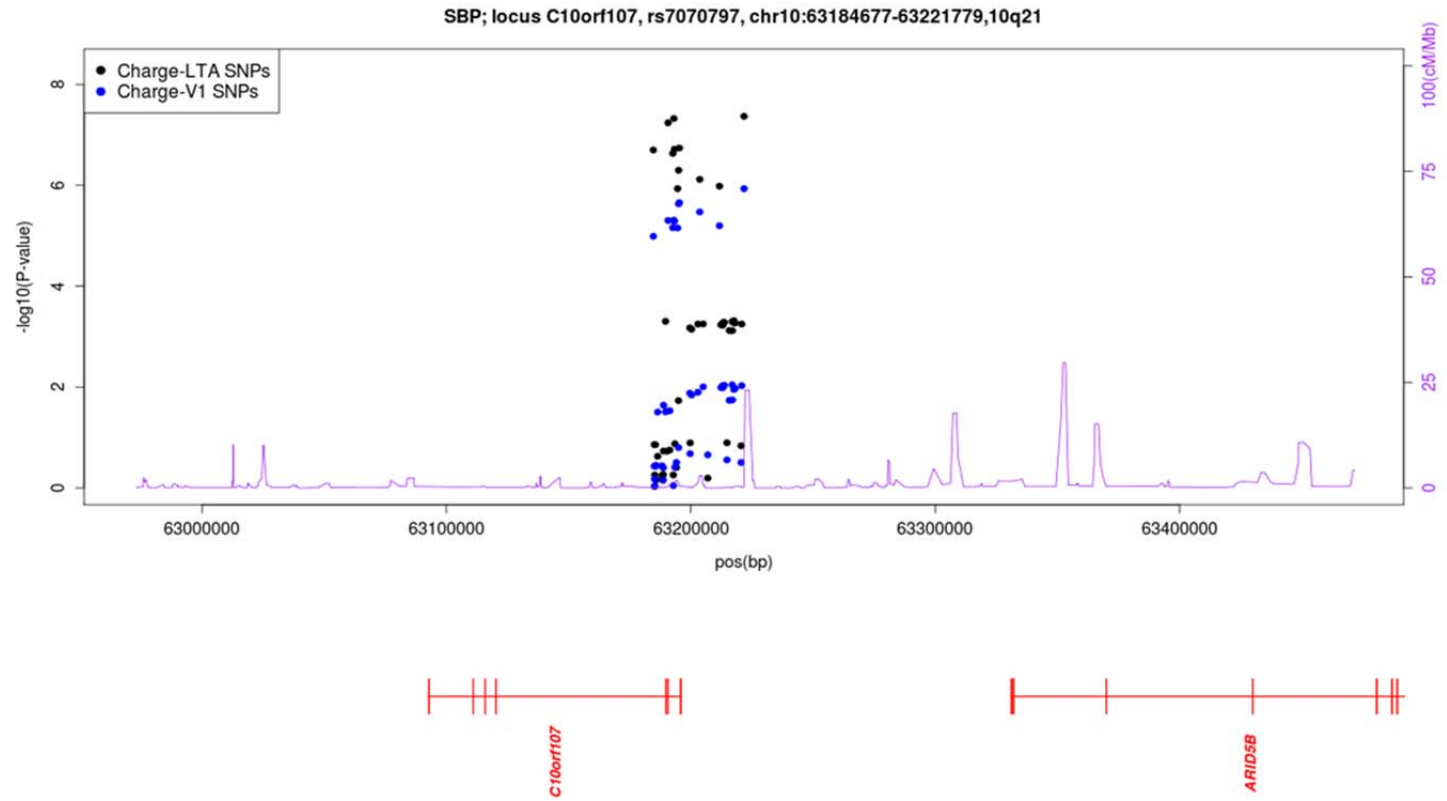 SBP; locus C10orf107, rs7070797, chr10:63184677-63221779,10q21
Charge-LTA SNPs
Charge-V1 SNPs
-log10(P-value)
8
6
4
2
0
100(cM/Mb)
75
50
25
0
63000000
63100000
63200000
63300000
63400000
pos(bp)
C10orf107
ARID5B